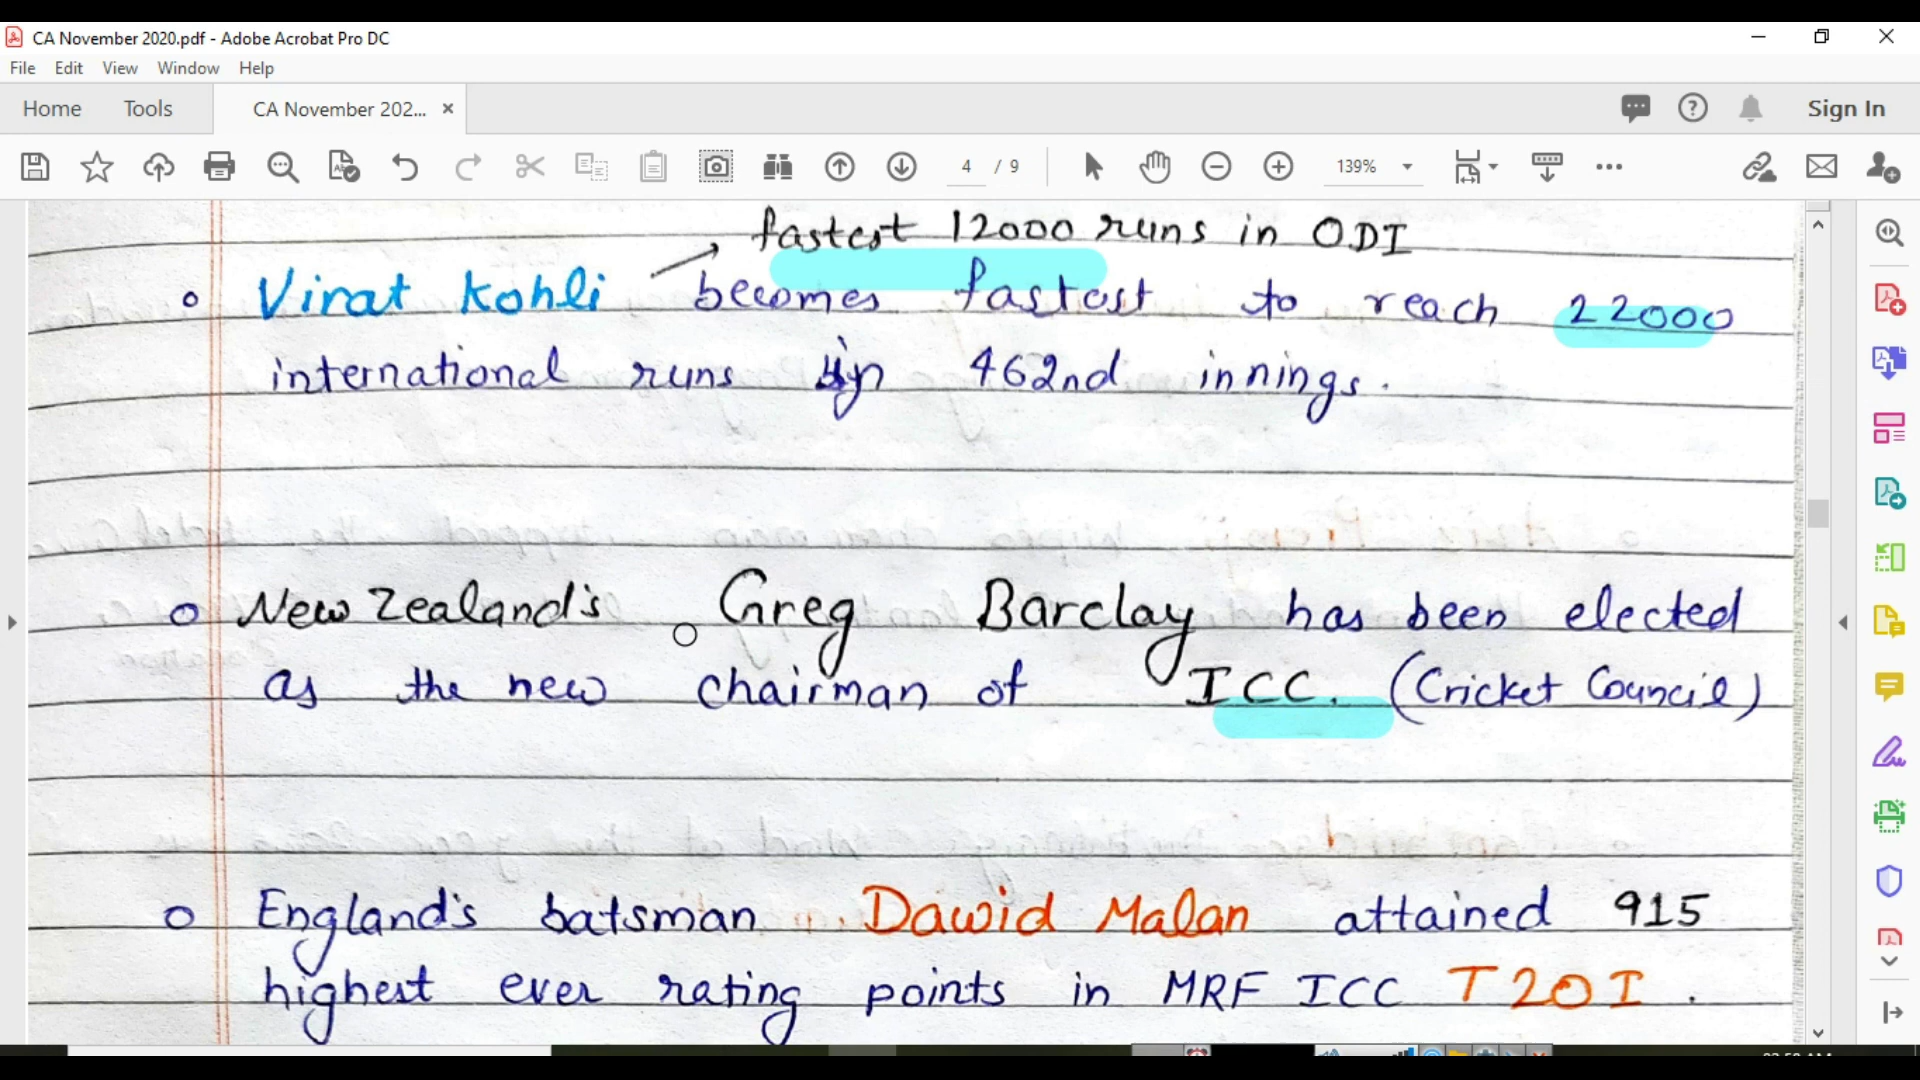 CA November 2020.pdf - Adobe Acrobat Pro DC
File Edit View Window Help
Home Tools CA November 202... × Sign In
4 / 9 139%
fastest 12000 runs in ODI
Virat Kohli becomes fastest to reach 22000
international runs in 462nd innings.
New Zealand's Greg Barclay has been elected
as the new chairman of ICC. (Cricket Council)
England's batsman Dawid Malan attained 915
highest ever rating points in MRF ICC T20I.